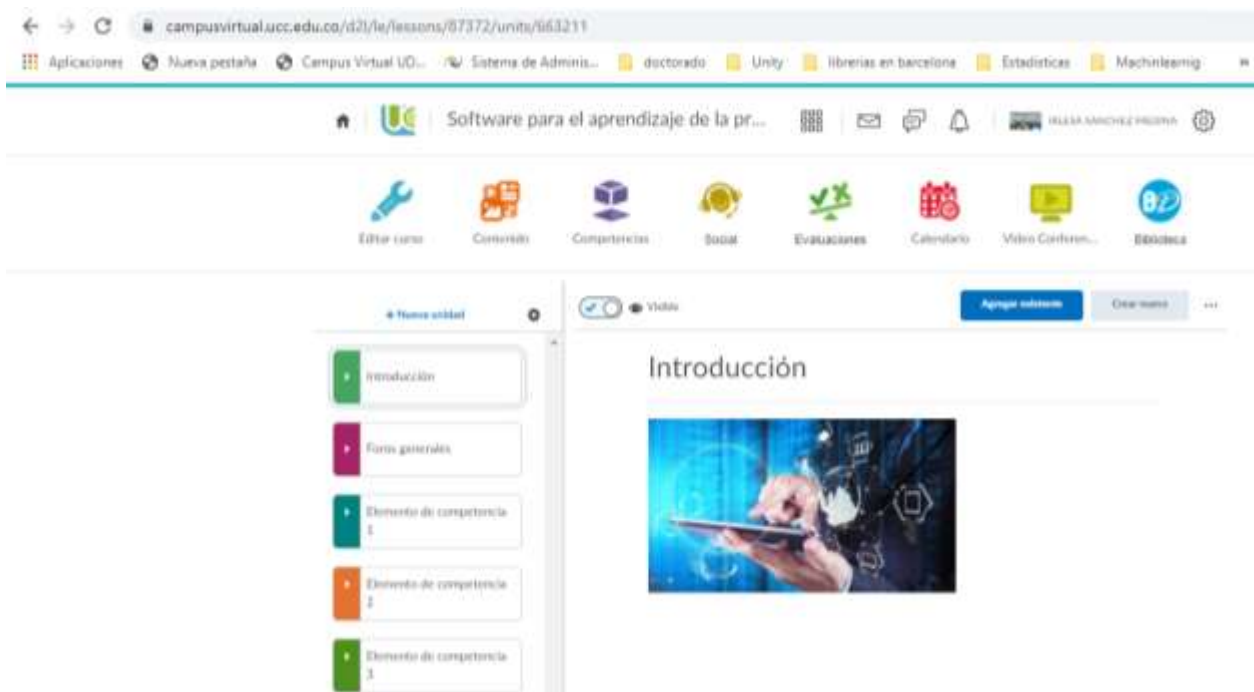 campusvirtual.ucc.edu.co/d2l/le/lessons/87372/units/663211
Aplicaciones Nueva pestaña Campus Virtual UD... Sistema de Adminis... doctorado Unity librerias en barcelona Estadisticas Machinlearnig »
Software para el aprendizaje de la pr...
Editar curso Contenido Competencias Social Evaluaciones Calendario Video Conferen... Biblioteca
+ Nueva unidad Visible Agregar existente Crear nuevo ...
Introducción
Introducción
Foros generales
Elemento de competencia
1
Elemento de competencia
2
Elemento de competencia
3